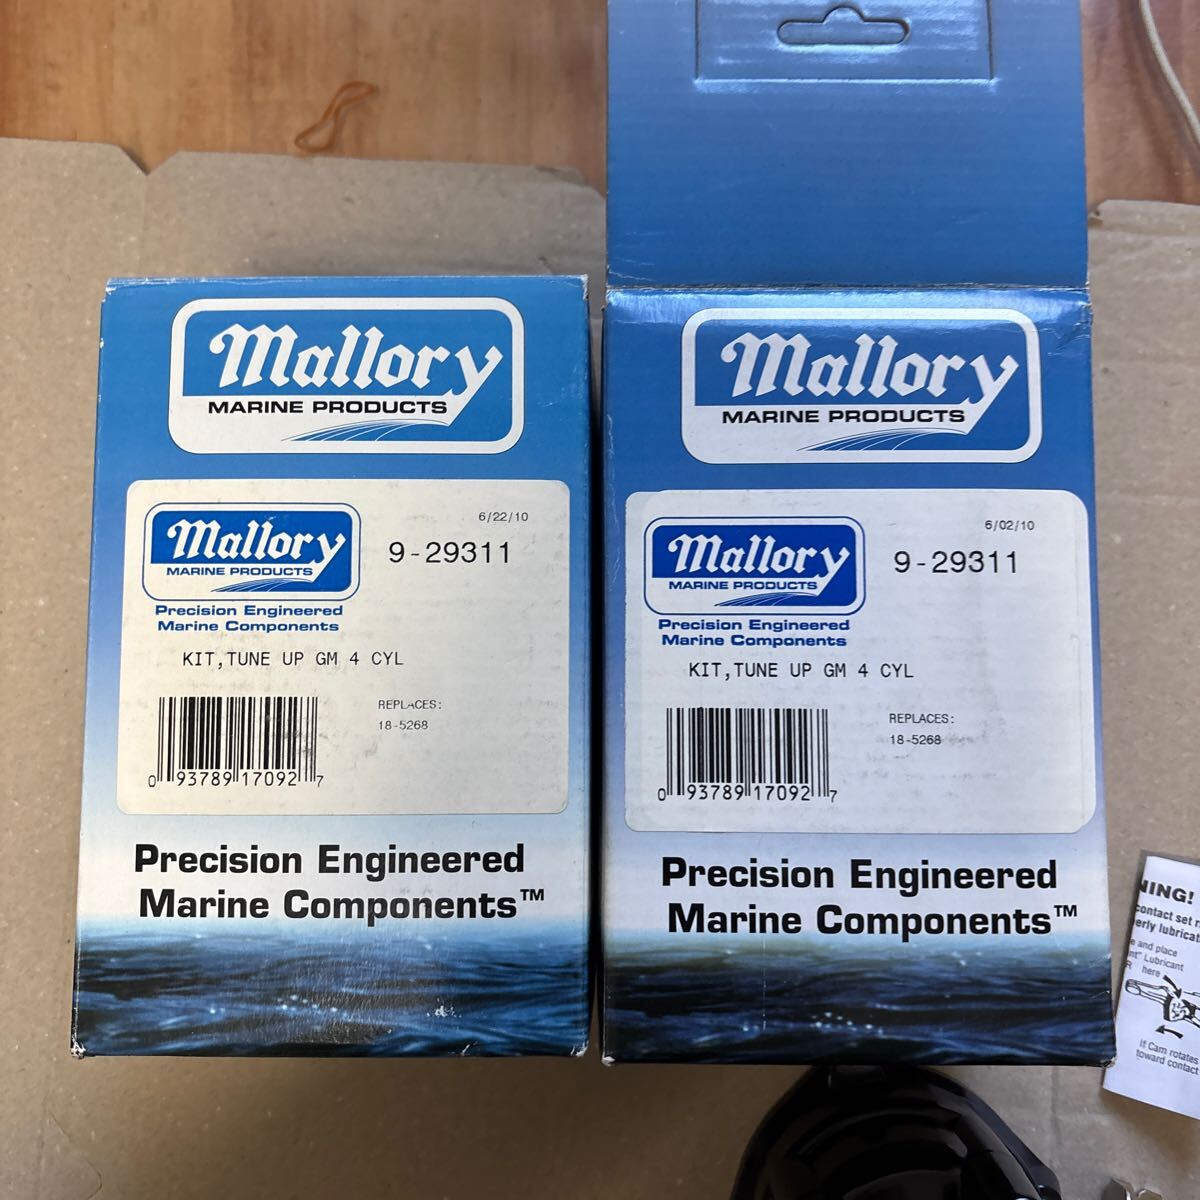 Mallory
MARINE PRODUCTS
6/22/10
Mallory
MARINE PRODUCTS
9-29311
Precision Engineered
Marine Components
KIT,TUNE UP GM 4 CYL
REPLACES:
18-5268
0 93789 17092 7
Precision Engineered
Marine Components™
Mallory
MARINE PRODUCTS
6/02/10
Mallory
MARINE PRODUCTS
9-29311
Precision Engineered
Marine Components
KIT,TUNE UP GM 4 CYL
REPLACES:
18-5268
0 93789 17092 7
Precision Engineered
Marine Components™
NING!
contact set
and place
Lubricant
here
If Cam rotates
toward contact